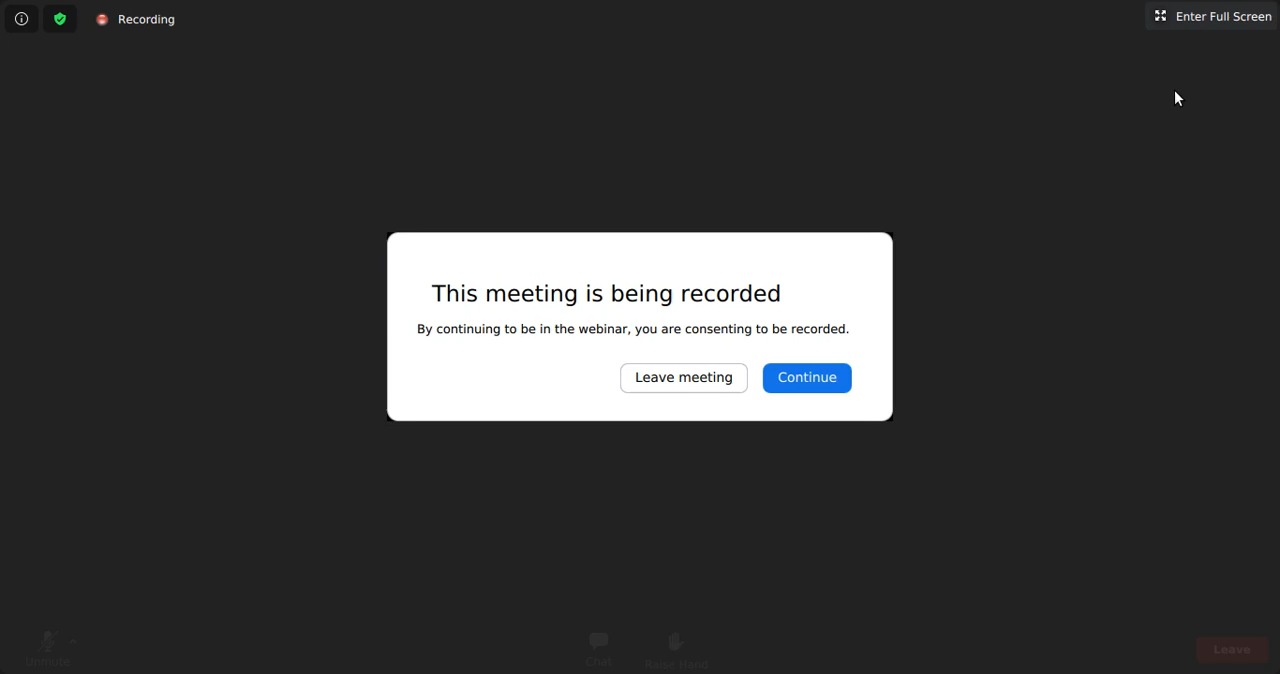 Recording
Enter Full Screen
This meeting is being recorded
By continuing to be in the webinar, you are consenting to be recorded.
Leave meeting
Continue
Unmute
Chat
Raise Hand
Leave